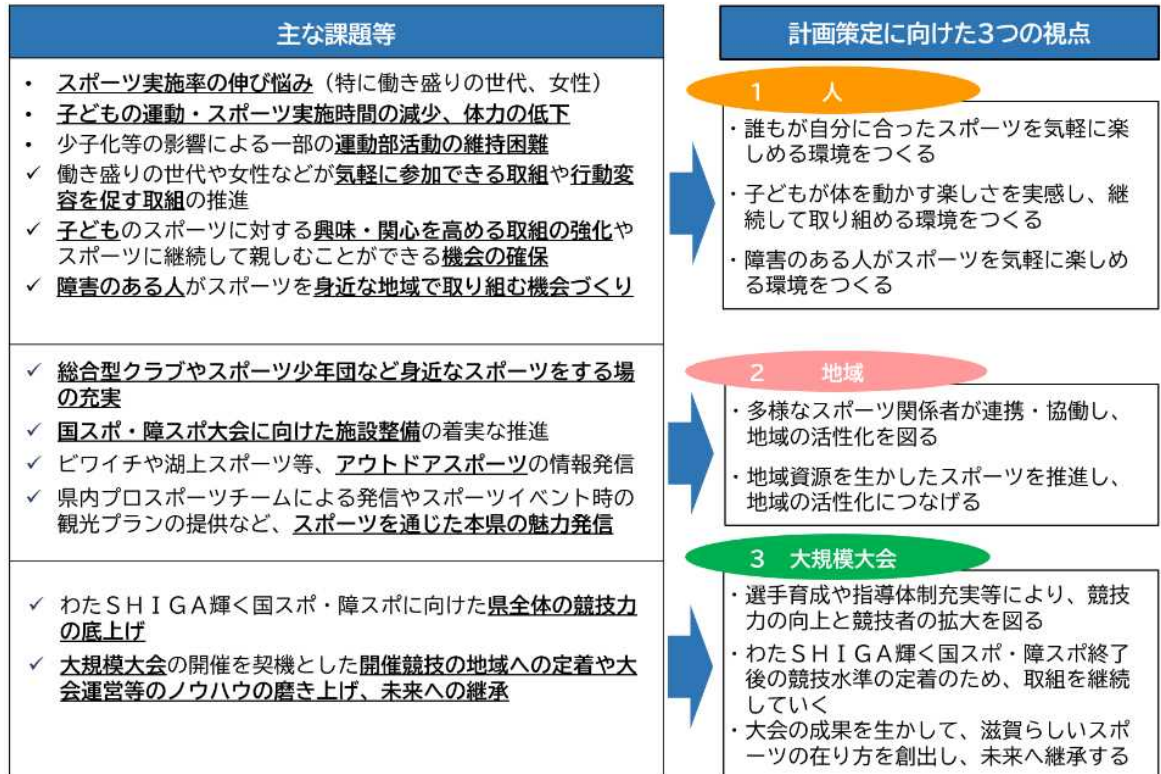 主な課題等
・ スポーツ実施率の伸び悩み（特に働き盛りの世代、女性）
・ 子どもの運動・スポーツ実施時間の減少、体力の低下
・ 少子化等の影響による一部の運動部活動の維持困難
✓ 働き盛りの世代や女性などが気軽に参加できる取組や行動変
容を促す取組の推進
✓ 子どものスポーツに対する興味・関心を高める取組の強化や
スポーツに継続して親しむことができる機会の確保
✓ 障害のある人がスポーツを身近な地域で取り組む機会づくり
✓ 総合型クラブやスポーツ少年団など身近なスポーツをする場
の充実
✓ 国スポ・障スポ大会に向けた施設整備の着実な推進
✓ ビワイチや湖上スポーツ等、アウトドアスポーツの情報発信
✓ 県内プロスポーツチームによる発信やスポーツイベント時の
観光プランの提供など、スポーツを通じた本県の魅力発信
✓ わたＳＨＩＧＡ輝く国スポ・障スポに向けた県全体の競技力
の底上げ
✓ 大規模大会の開催を契機とした開催競技の地域への定着や大
会運営等のノウハウの磨き上げ、未来への継承
計画策定に向けた3つの視点
1 人
・誰もが自分に合ったスポーツを気軽に楽
しめる環境をつくる
・子どもが体を動かす楽しさを実感し、継
続して取り組める環境をつくる
・障害のある人がスポーツを気軽に楽しめ
る環境をつくる
2 地域
・多様なスポーツ関係者が連携・協働し、
地域の活性化を図る
・地域資源を生かしたスポーツを推進し、
地域の活性化につなげる
3 大規模大会
・選手育成や指導体制充実等により、競技
力の向上と競技者の拡大を図る
・わたＳＨＩＧＡ輝く国スポ・障スポ終了
後の競技水準の定着のため、取組を継続
していく
・大会の成果を生かして、滋賀らしいスポ
ーツの在り方を創出し、未来へ継承する